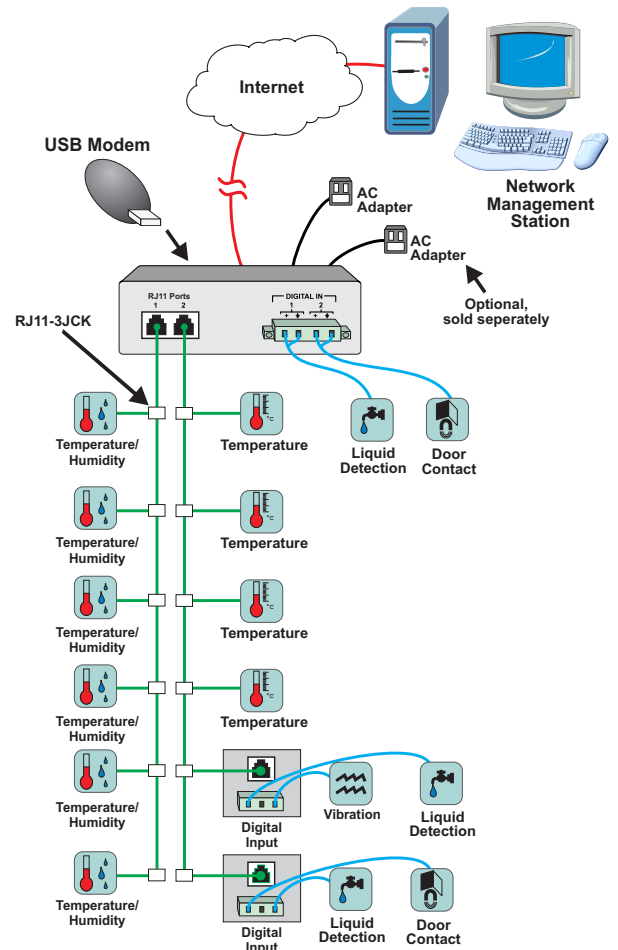 Internet
USB Modem
AC
Adapter
AC
Adapter
Network
Management
Station
Optional,
sold seperately
RJ11 Ports
1 2
DIGITAL IN
1 2
+ +
RJ11-3JCK
Temperature/
Humidity
°C
Temperature
Liquid
Detection
Door
Contact
Temperature/
Humidity
°C
Temperature
Temperature/
Humidity
°C
Temperature
Temperature/
Humidity
°C
Temperature
Temperature/
Humidity
Digital
Input
Vibration
Liquid
Detection
Temperature/
Humidity
Digital
Input
Liquid
Detection
Door
Contact